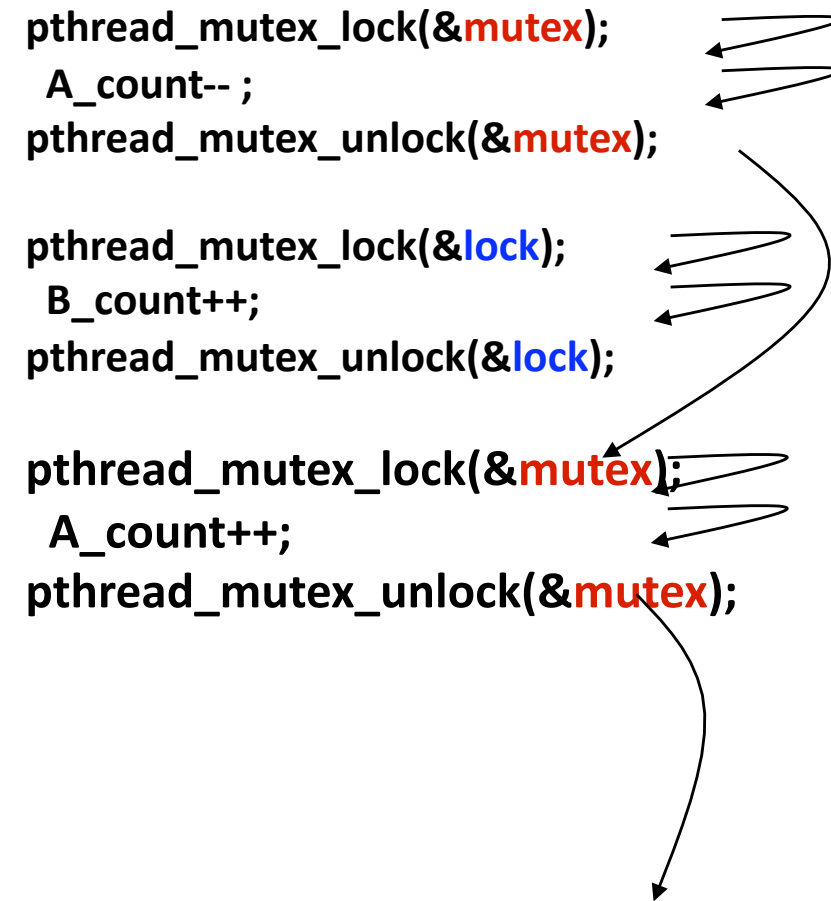 pthread_mutex_lock(&mutex);
A_count-- ;
pthread_mutex_unlock(&mutex);
pthread_mutex_lock(&lock);
B_count++;
pthread_mutex_unlock(&lock);
pthread_mutex_lock(&mutex);
A_count++;
pthread_mutex_unlock(&mutex);